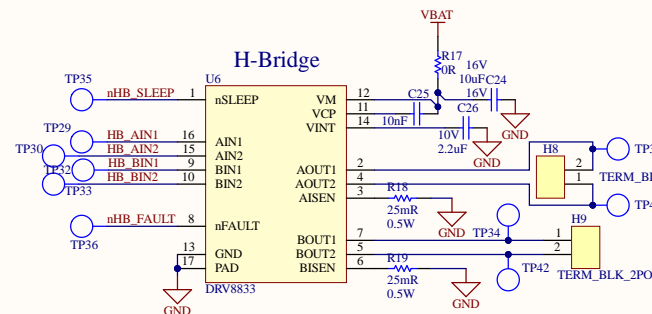 VBAT
H-Bridge
R17
0R
16V
10uF
C24
16V
TP35
nHB_SLEEP
1
U6
nSLEEP
VM
12
C25
VCP
11
10nF
C26
VINT
14
10V
2.2uF
GND
GND
TP29
HB_AIN1
16
AIN1
TP30
HB_AIN2
15
AIN2
TP32
HB_BIN1
9
BIN1
TP33
HB_BIN2
10
BIN2
AOUT1
2
AOUT2
4
AISEN
3
R18
25mR
0.5W
GND
H8
2
1
TERM_BL
TP3
TP4
TP36
nHB_FAULT
8
nFAULT
BOUT1
7
BOUT2
5
BISEN
6
TP34
TP42
H9
1
2
TERM_BLK_2PO
R19
25mR
0.5W
GND
13
GND
17
PAD
GND
DRV8833